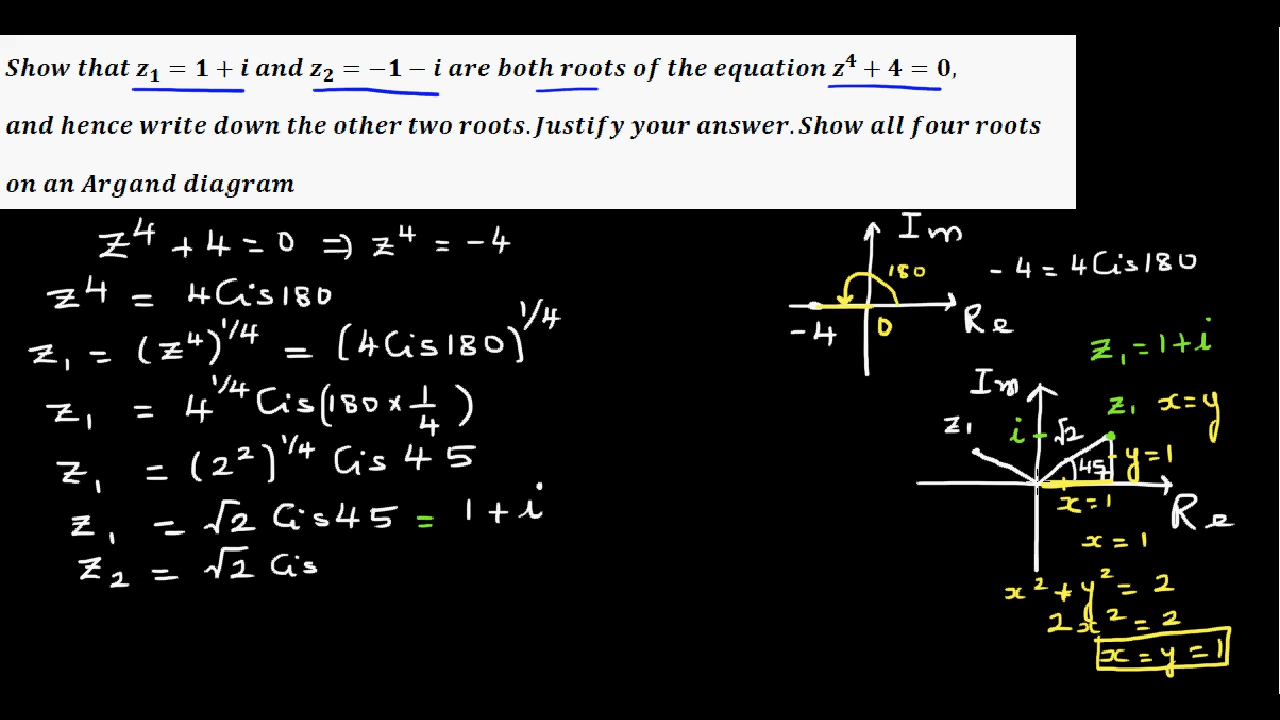 Show that z₁ = 1 + i and z₂ = −1 − i are both roots of the equation z⁴ + 4 = 0,
and hence write down the other two roots. Justify your answer. Show all four roots
on an Argand diagram
z⁴ + 4 = 0 ⇒ z⁴ = −4
z⁴ = 4Cis180
z₁ = (z⁴)^1/4 = (4Cis180)^1/4
z₁ = 4^1/4 Cis(180 × 1/4)
z₁ = (2²)^1/4 Cis 45
z₁ = √2 Cis45 = 1 + i
z₂ = √2 Cis
Im
180
−4 = 4Cis180
−4
0
Re
z₁ = 1 + i
Im
z₁
x = y
z₁
i
√2
45
y = 1
x = 1
Re
x = 1
x² + y² = 2
2x² = 2
x = y = 1